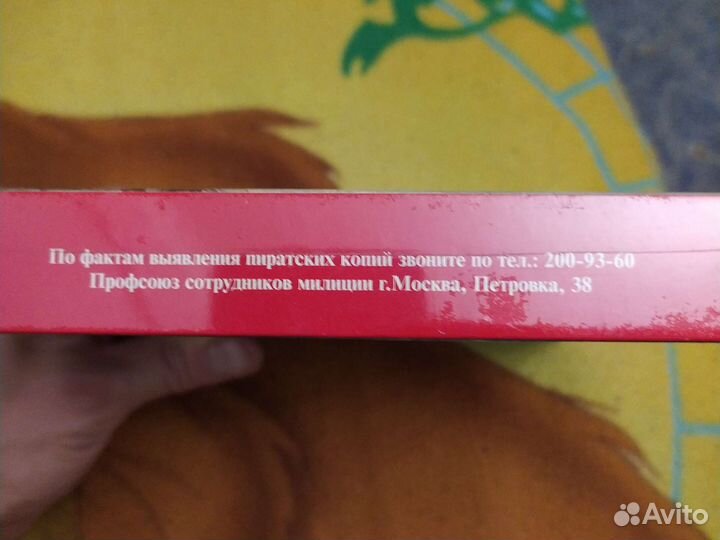 По фактам выявления пиратских копий звоните по тел.: 200-93-60
Профсоюз сотрудников милиции г.Москва, Петровка, 38
Avito